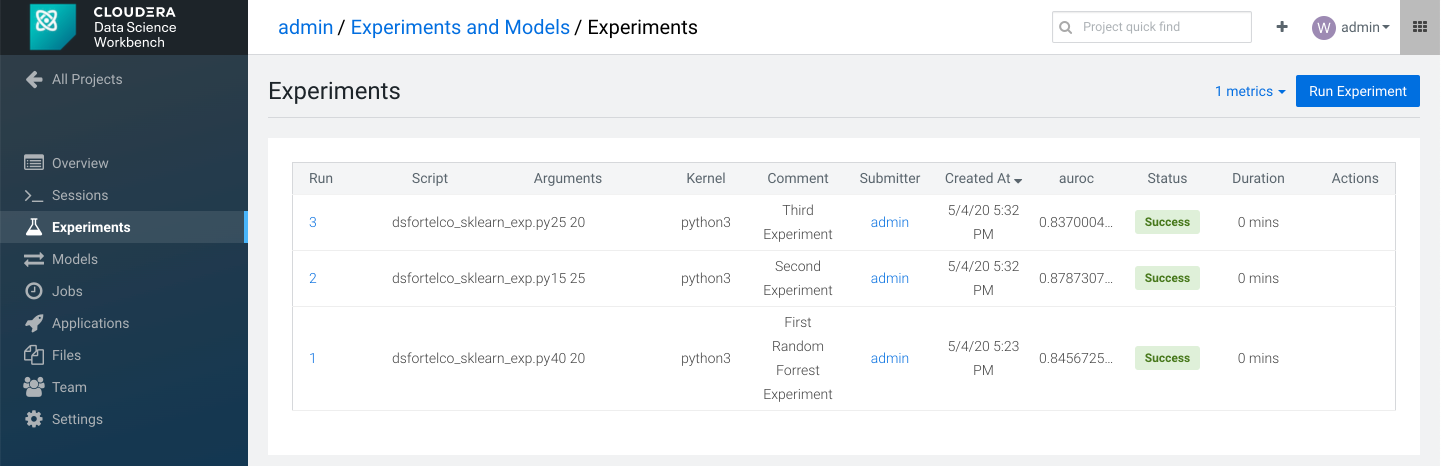 CLOUDERA
Data Science
Workbench
admin / Experiments and Models / Experiments
Project quick find
W admin
All Projects
Overview
Sessions
Experiments
Models
Jobs
Applications
Files
Team
Settings
Experiments
1 metrics
Run Experiment
Run Script Arguments Kernel Comment Submitter Created At auroc Status Duration Actions
3 dsfortelco_sklearn_exp.py 25 20 python3 Third Experiment admin 5/4/20 5:32 PM 0.8370004... Success 0 mins
2 dsfortelco_sklearn_exp.py 15 25 python3 Second Experiment admin 5/4/20 5:32 PM 0.8787307... Success 0 mins
1 dsfortelco_sklearn_exp.py 40 20 python3 First Random Forrest Experiment admin 5/4/20 5:23 PM 0.8456725... Success 0 mins